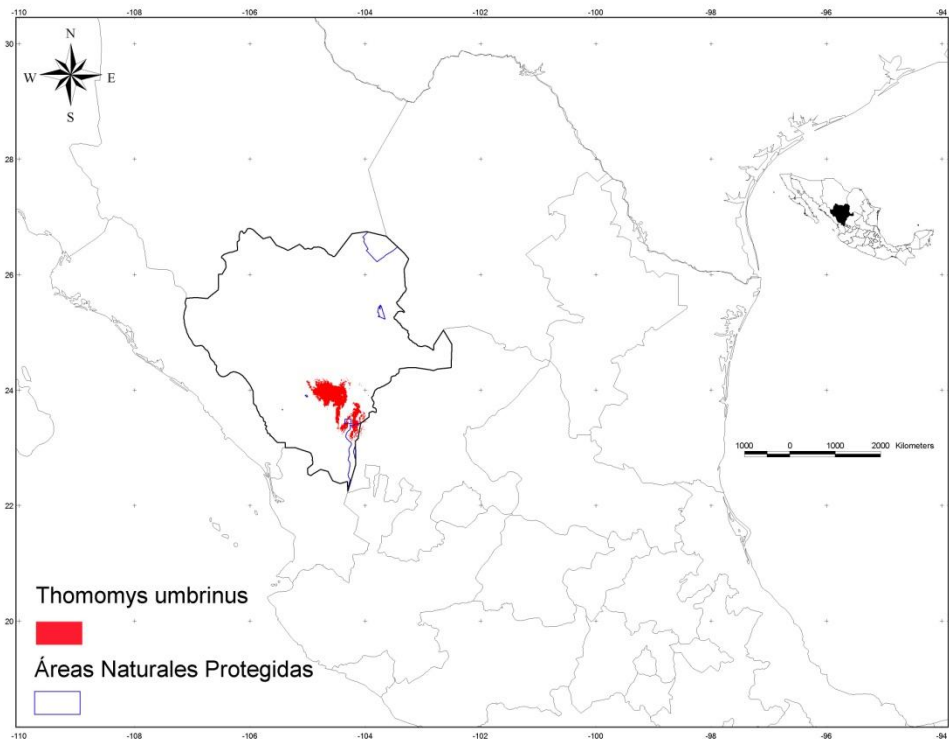 -110 -108 -106 -104 -102 -100 -98 -96 -94
30
N
W E
S
28
26
24
1000 0 1000 2000 Kilometers
22
Thomomys umbrinus
20
Áreas Naturales Protegidas
-110 -108 -106 -104 -102 -100 -98 -96 -94